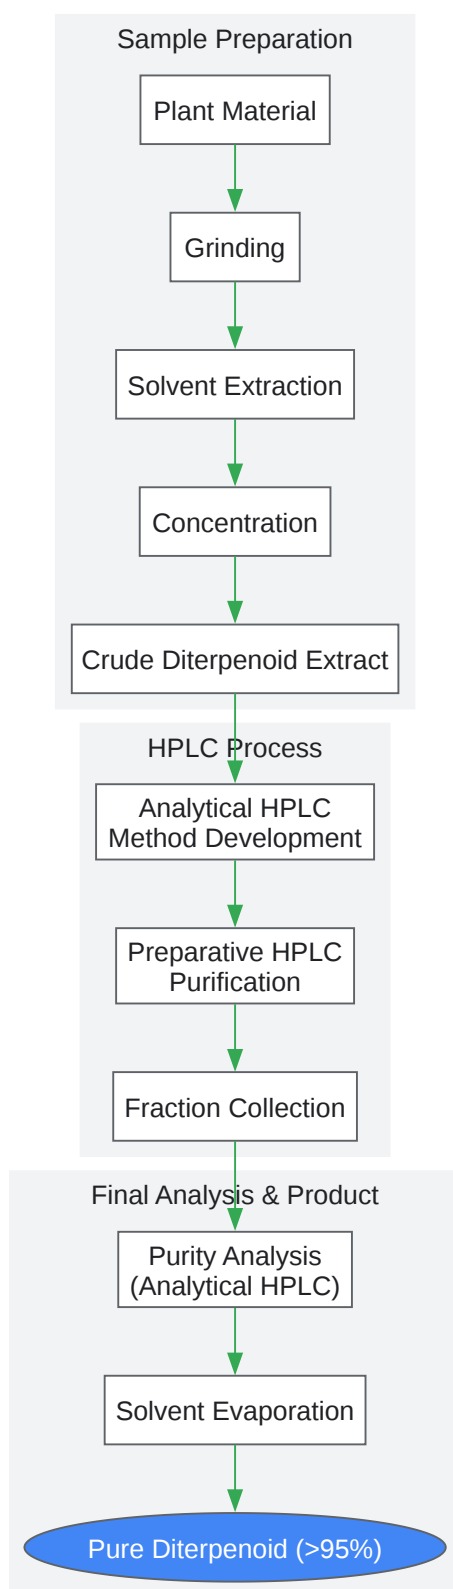 Sample Preparation
Plant Material
Grinding
Solvent Extraction
Concentration
Crude Diterpenoid Extract
HPLC Process
Analytical HPLC
Method Development
Preparative HPLC
Purification
Fraction Collection
Final Analysis & Product
Purity Analysis
(Analytical HPLC)
Solvent Evaporation
Pure Diterpenoid (>95%)